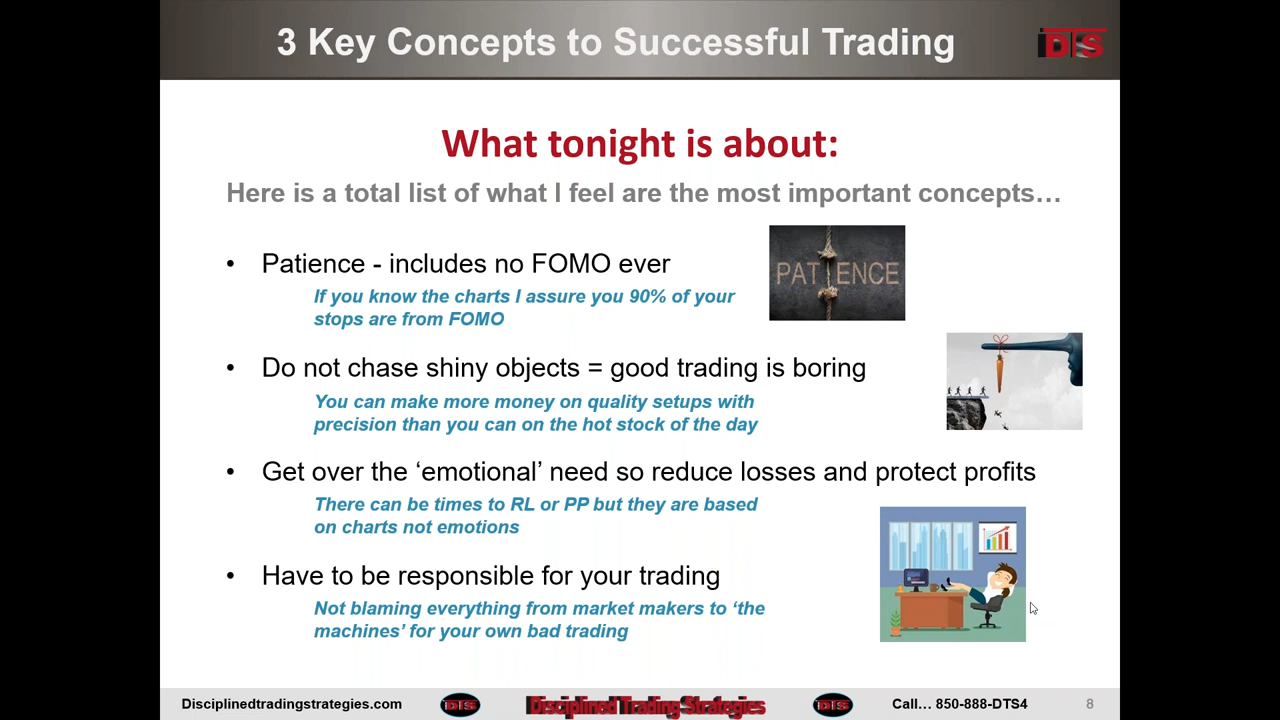 3 Key Concepts to Successful Trading
DTS
What tonight is about:
Here is a total list of what I feel are the most important concepts…
• Patience - includes no FOMO ever
If you know the charts I assure you 90% of your
stops are from FOMO
PATIENCE
• Do not chase shiny objects = good trading is boring
You can make more money on quality setups with
precision than you can on the hot stock of the day
• Get over the ‘emotional’ need so reduce losses and protect profits
There can be times to RL or PP but they are based
on charts not emotions
• Have to be responsible for your trading
Not blaming everything from market makers to ‘the
machines’ for your own bad trading
Disciplinedtradingstrategies.com
DTS
Disciplined Trading Strategies
DTS
Call… 850-888-DTS4
8